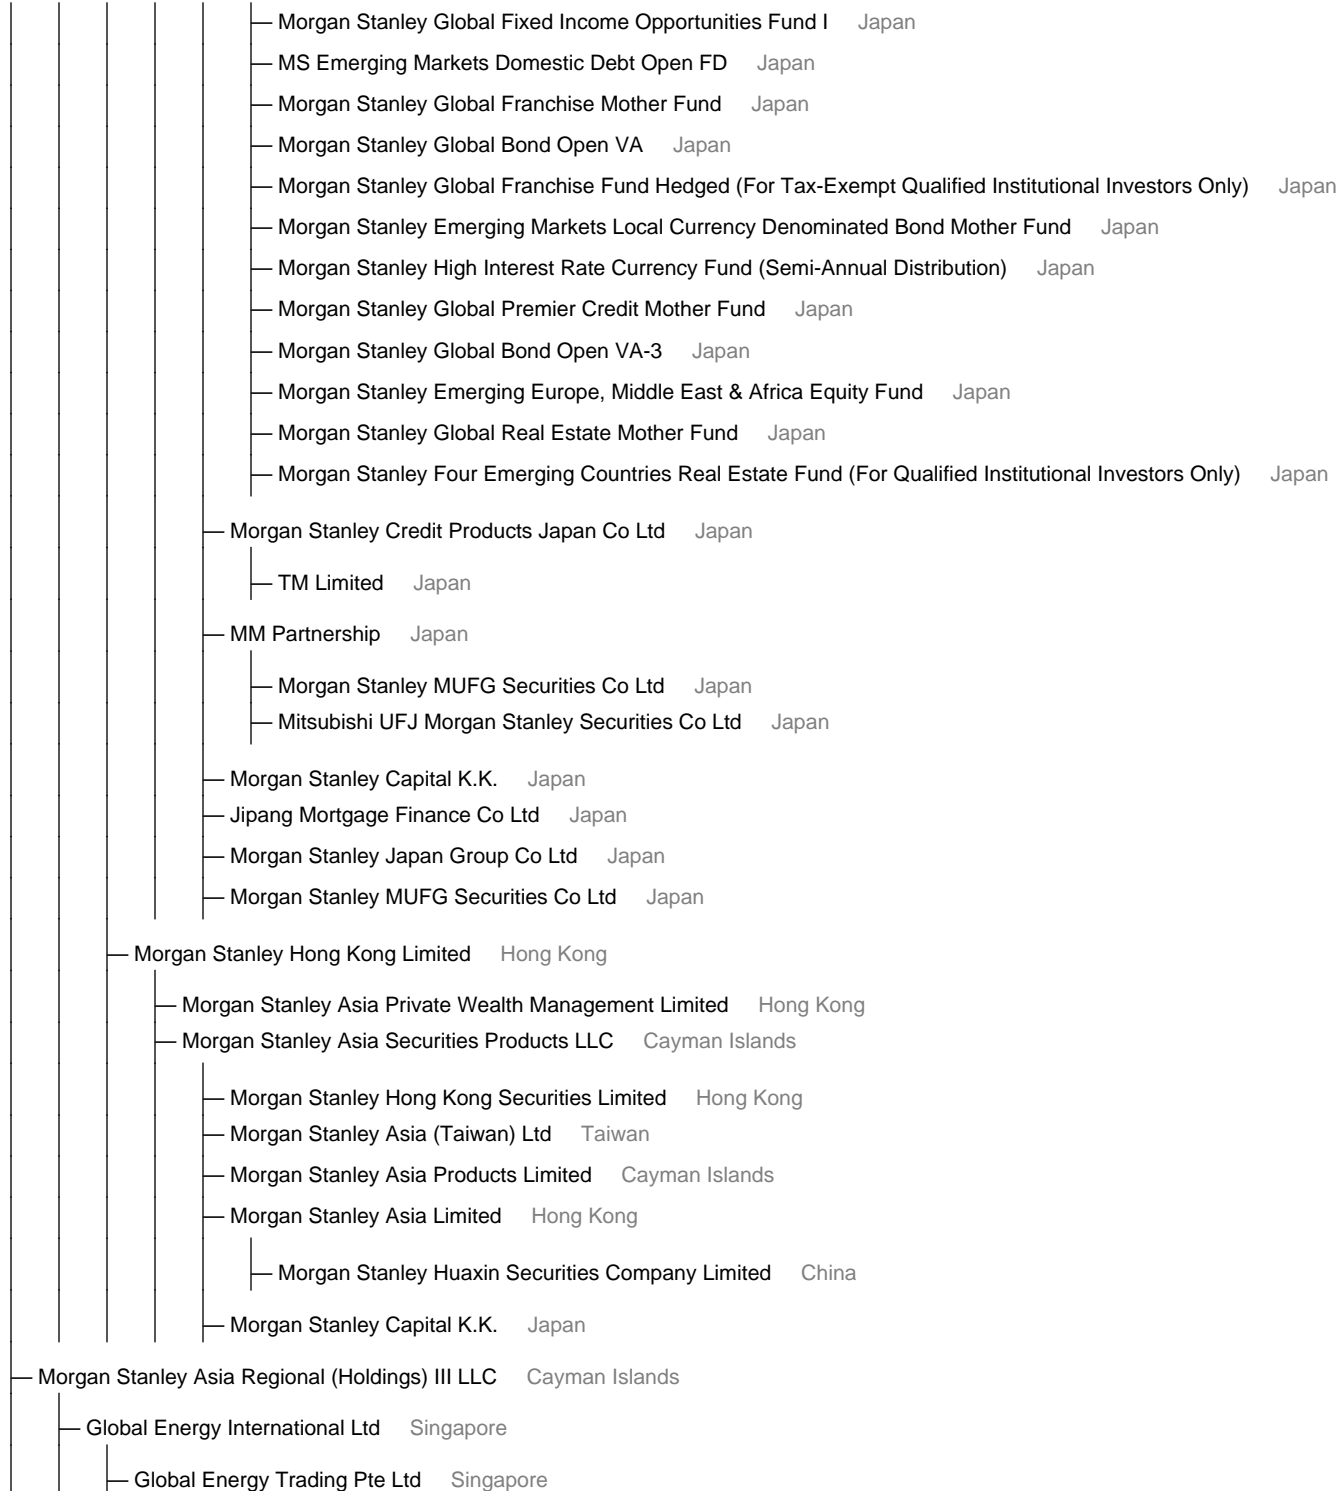 Morgan Stanley Global Fixed Income Opportunities Fund I Japan
MS Emerging Markets Domestic Debt Open FD Japan
Morgan Stanley Global Franchise Mother Fund Japan
Morgan Stanley Global Bond Open VA Japan
Morgan Stanley Global Franchise Fund Hedged (For Tax-Exempt Qualified Institutional Investors Only) Japan
Morgan Stanley Emerging Markets Local Currency Denominated Bond Mother Fund Japan
Morgan Stanley High Interest Rate Currency Fund (Semi-Annual Distribution) Japan
Morgan Stanley Global Premier Credit Mother Fund Japan
Morgan Stanley Global Bond Open VA-3 Japan
Morgan Stanley Emerging Europe, Middle East & Africa Equity Fund Japan
Morgan Stanley Global Real Estate Mother Fund Japan
Morgan Stanley Four Emerging Countries Real Estate Fund (For Qualified Institutional Investors Only) Japan
Morgan Stanley Credit Products Japan Co Ltd Japan
TM Limited Japan
MM Partnership Japan
Morgan Stanley MUFG Securities Co Ltd Japan
Mitsubishi UFJ Morgan Stanley Securities Co Ltd Japan
Morgan Stanley Capital K.K. Japan
Jipang Mortgage Finance Co Ltd Japan
Morgan Stanley Japan Group Co Ltd Japan
Morgan Stanley MUFG Securities Co Ltd Japan
Morgan Stanley Hong Kong Limited Hong Kong
Morgan Stanley Asia Private Wealth Management Limited Hong Kong
Morgan Stanley Asia Securities Products LLC Cayman Islands
Morgan Stanley Hong Kong Securities Limited Hong Kong
Morgan Stanley Asia (Taiwan) Ltd Taiwan
Morgan Stanley Asia Products Limited Cayman Islands
Morgan Stanley Asia Limited Hong Kong
Morgan Stanley Huaxin Securities Company Limited China
Morgan Stanley Capital K.K. Japan
Morgan Stanley Asia Regional (Holdings) III LLC Cayman Islands
Global Energy International Ltd Singapore
Global Energy Trading Pte Ltd Singapore